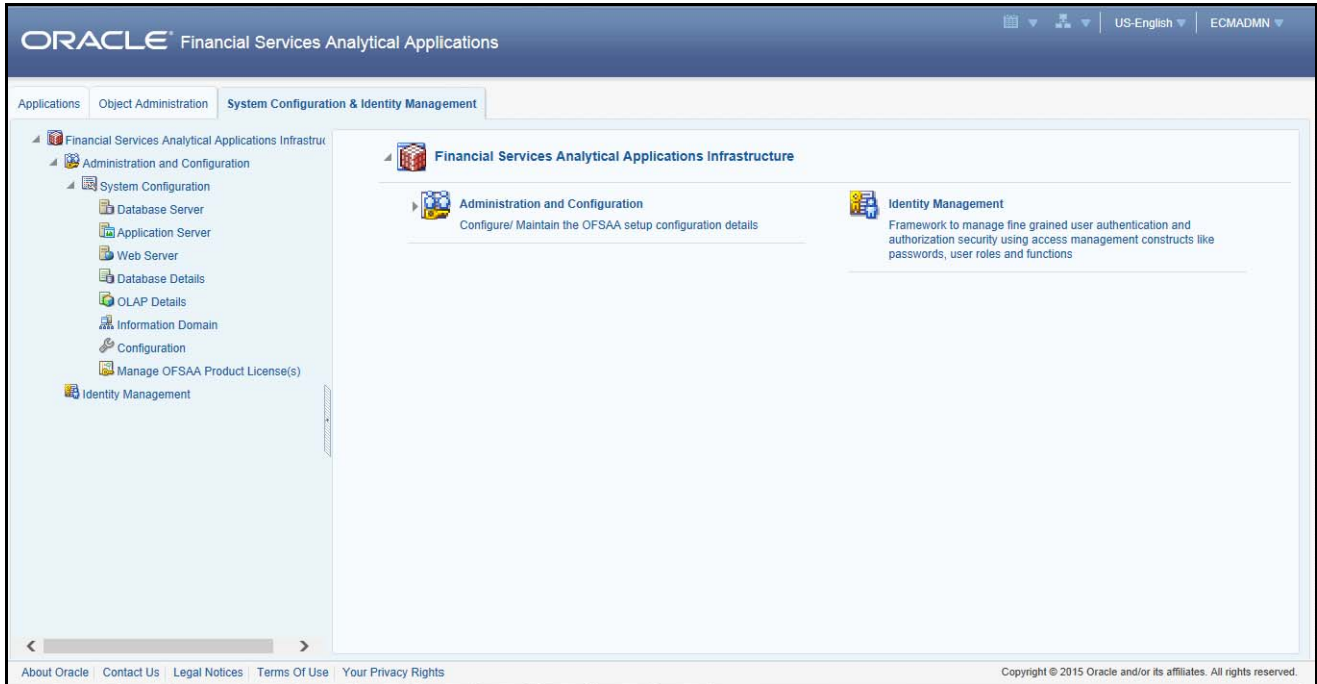 US-English ECMADMN
ORACLE® Financial Services Analytical Applications
Applications Object Administration System Configuration & Identity Management
Financial Services Analytical Applications Infrastruc
Administration and Configuration
System Configuration
Database Server
Application Server
Web Server
Database Details
OLAP Details
Information Domain
Configuration
Manage OFSAA Product License(s)
Identity Management
Financial Services Analytical Applications Infrastructure
Administration and Configuration
Configure/ Maintain the OFSAA setup configuration details
Identity Management
Framework to manage fine grained user authentication and
authorization security using access management constructs like
passwords, user roles and functions
About Oracle Contact Us Legal Notices Terms Of Use Your Privacy Rights
Copyright © 2015 Oracle and/or its affiliates. All rights reserved.